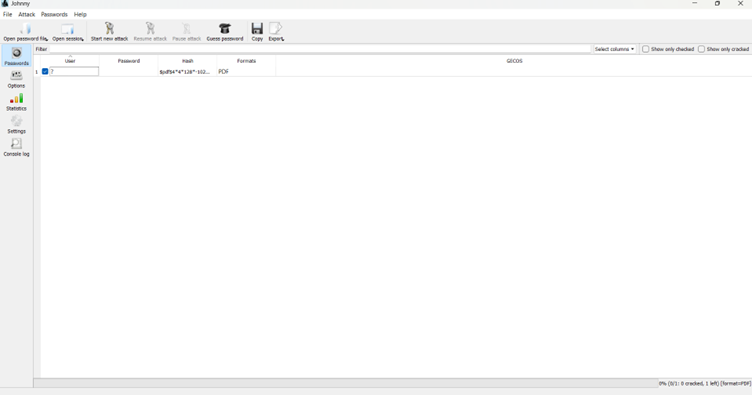 Johnny
File Attack Passwords Help
Open password file Open session Start new attack Resume attack Pause attack Guess password Copy Export
Passwords
Options
Statistics
Settings
Console log
Filter Select columns Show only checked Show only cracked
User Password Hash Formats GECOS
1 ? $pdf$4*4*128*-102... PDF
0% (0/1: 0 cracked, 1 left) [format=PDF]